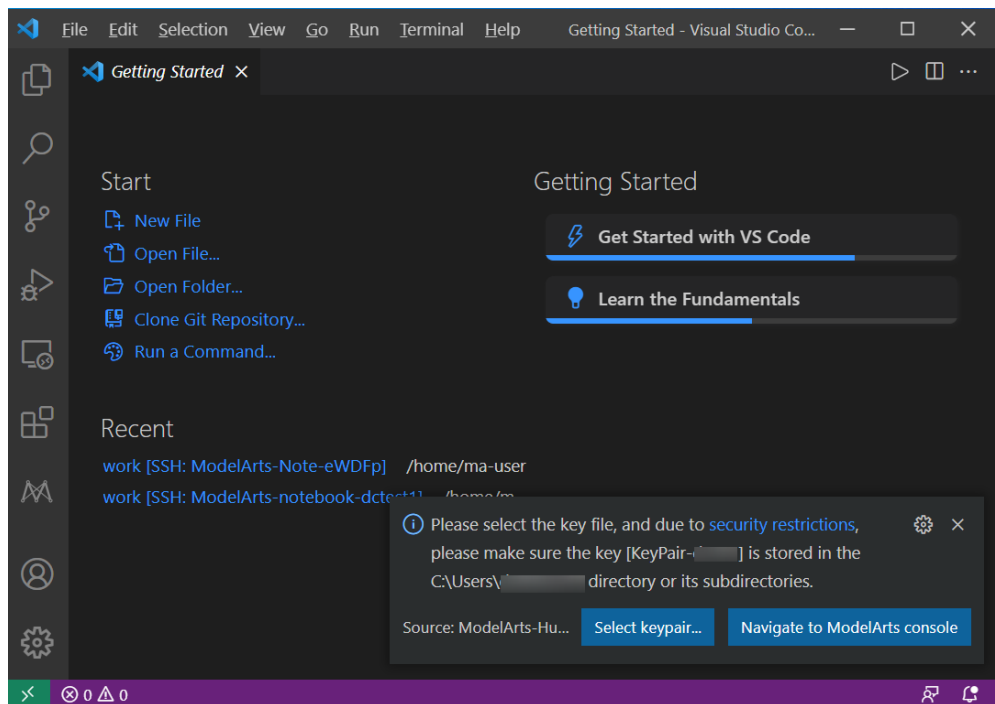 File Edit Selection View Go Run Terminal Help Getting Started - Visual Studio Co...
Getting Started
Start
New File
Open File...
Open Folder...
Clone Git Repository...
Run a Command...
Getting Started
Get Started with VS Code
Learn the Fundamentals
Recent
work [SSH: ModelArts-Note-eWDFp] /home/ma-user
work [SSH: ModelArts-notebook-dctest1] /home/m
Please select the key file, and due to security restrictions,
please make sure the key [KeyPair- ] is stored in the
C:\Users\ directory or its subdirectories.
Source: ModelArts-Hu... Select keypair... Navigate to ModelArts console
0 0